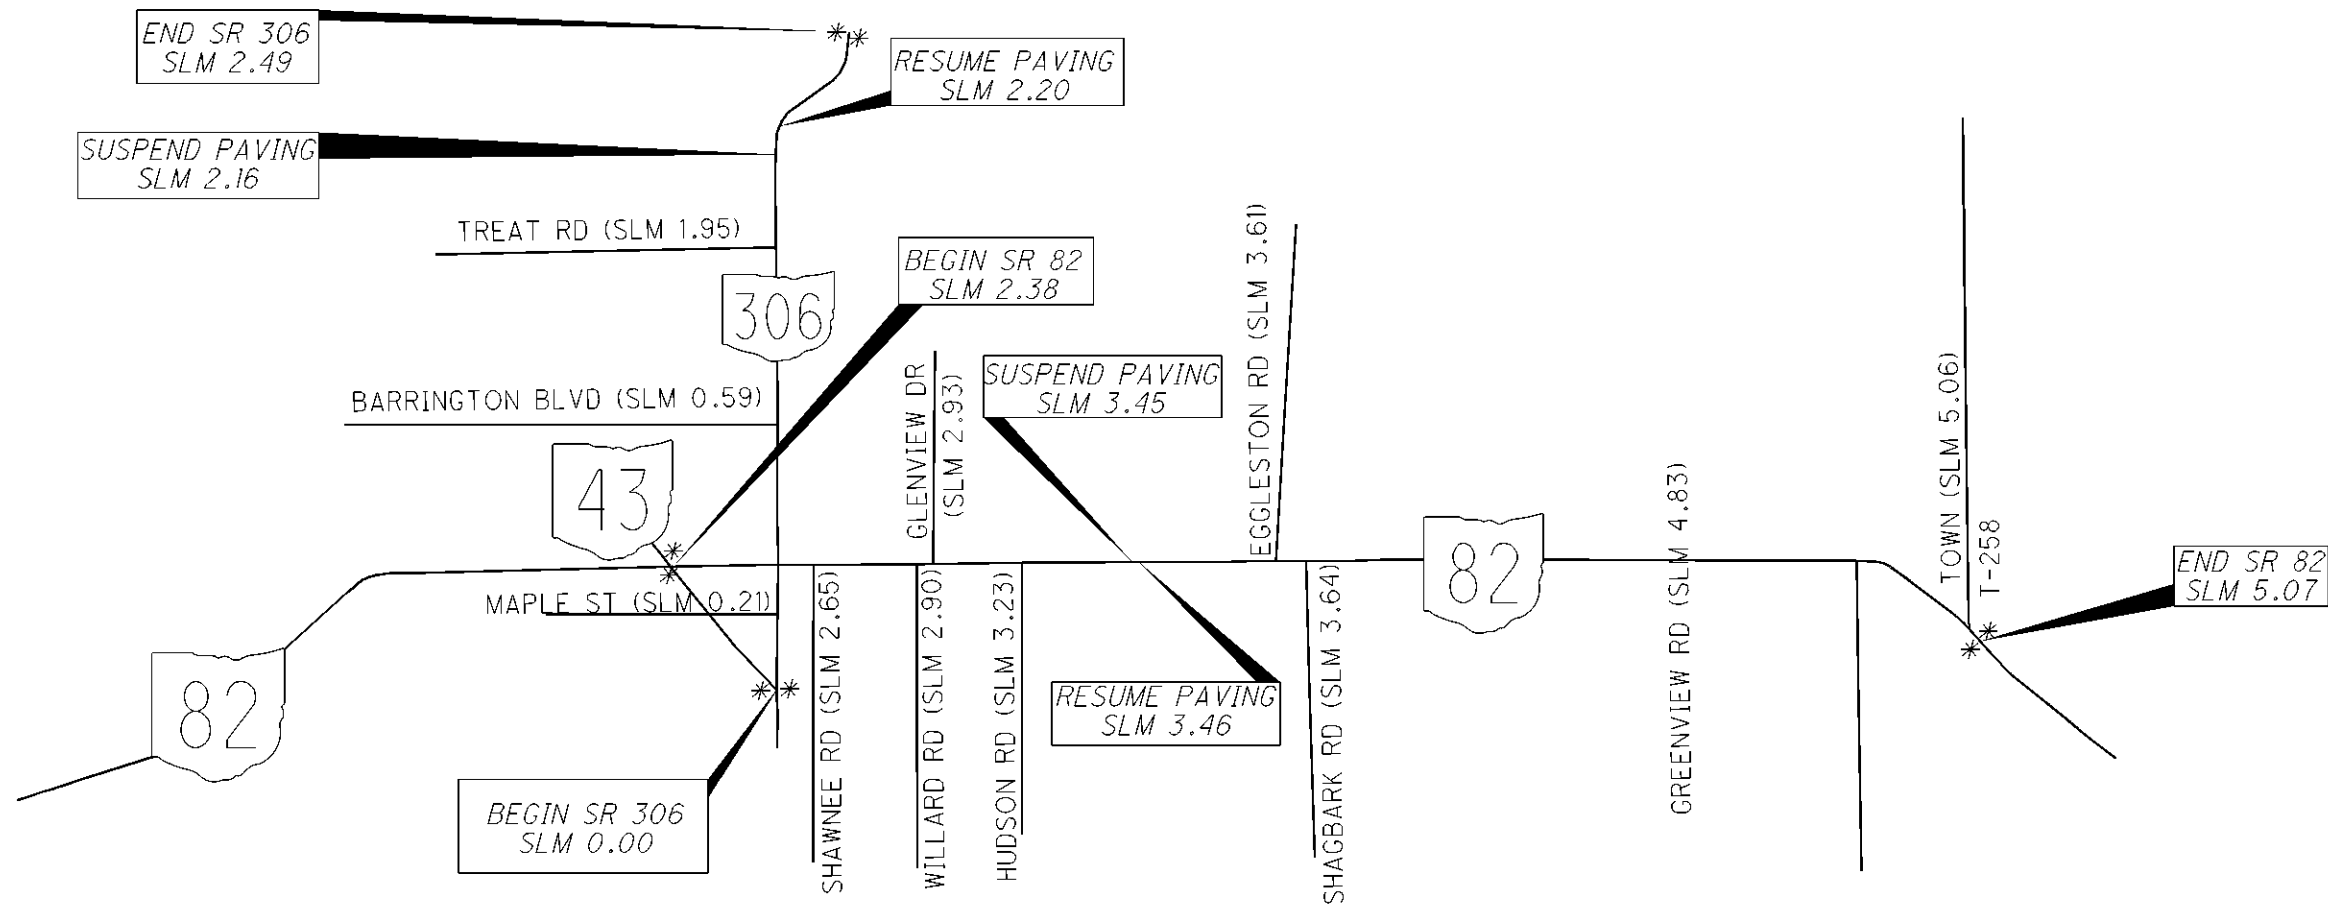 END SR 306
SLM 2.49
RESUME PAVING
SLM 2.20
SUSPEND PAVING
SLM 2.16
TREAT RD (SLM 1.95)
306
BEGIN SR 82
SLM 2.38
BARRINGTON BLVD (SLM 0.59)
43
GLENVIEW DR
(SLM 2.93)
SUSPEND PAVING
SLM 3.45
EGGLESTON RD (SLM 3.61)
82
GREENVIEW RD (SLM 4.83)
TOWN (SLM 5.06)
T-258
END SR 82
SLM 5.07
MAPLE ST (SLM 0.21)
82
BEGIN SR 306
SLM 0.00
SHAWNEE RD (SLM 2.65)
WILLARD RD (SLM 2.90)
HUDSON RD (SLM 3.23)
RESUME PAVING
SLM 3.46
SHAGBARK RD (SLM 3.64)